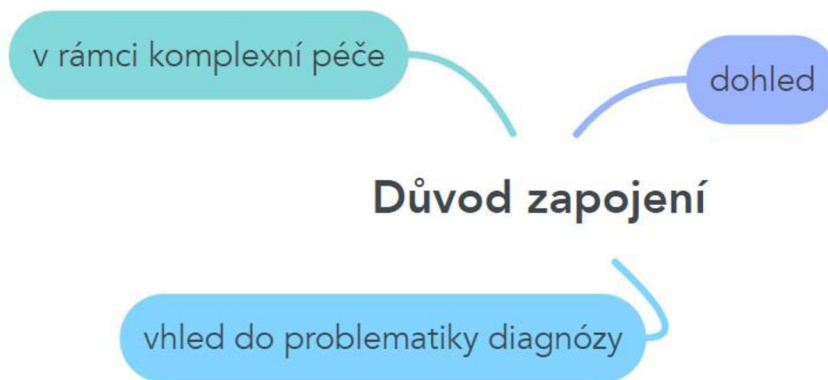 v rámci komplexní péče
dohled
Důvod zapojení
vhled do problematiky diagnózy